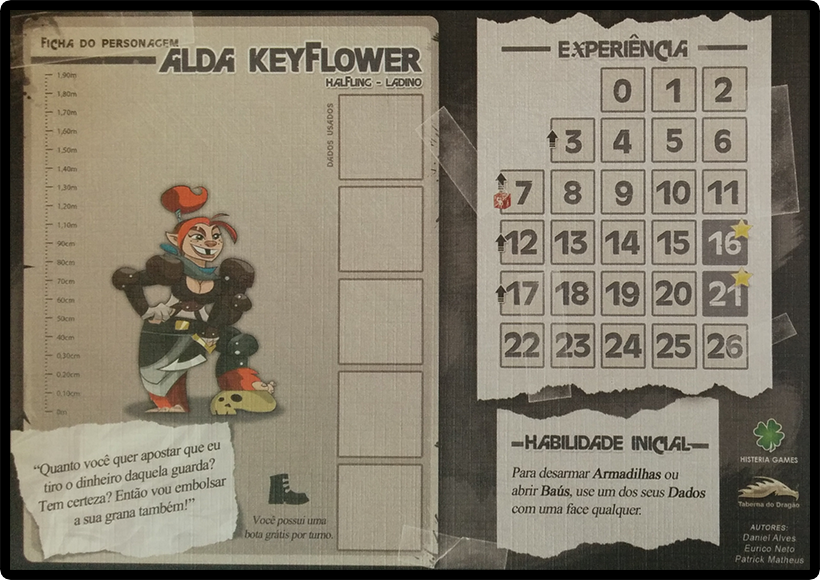 FICHA DO PERSONAGEM
ALDA KEYFLOWER
HALFLING - LADINO
1,90m
1,80m
1,70m
1,60m
1,50m
1,40m
1,30m
1,20m
1,10m
90cm
80cm
70cm
60cm
50cm
40cm
0,30cm
0,20cm
0,10cm
0m
DADOS USADOS
“Quanto você quer apostar que eu
tiro o dinheiro daquela guarda?
Tem certeza? Então vou embolsar
a sua grana também!”
Você possui uma
bota grátis por turno.
EXPERIÊNCIA
0 1 2
3 4 5 6
7 8 9 10 11
12 13 14 15 16
17 18 19 20 21
22 23 24 25 26
HABILIDADE INICIAL
Para desarmar Armadilhas ou
abrir Baús, use um dos seus Dados
com uma face qualquer.
HISTERIA GAMES
Taberna do Dragão
AUTORES:
Daniel Alves
Eurico Neto
Patrick Matheus